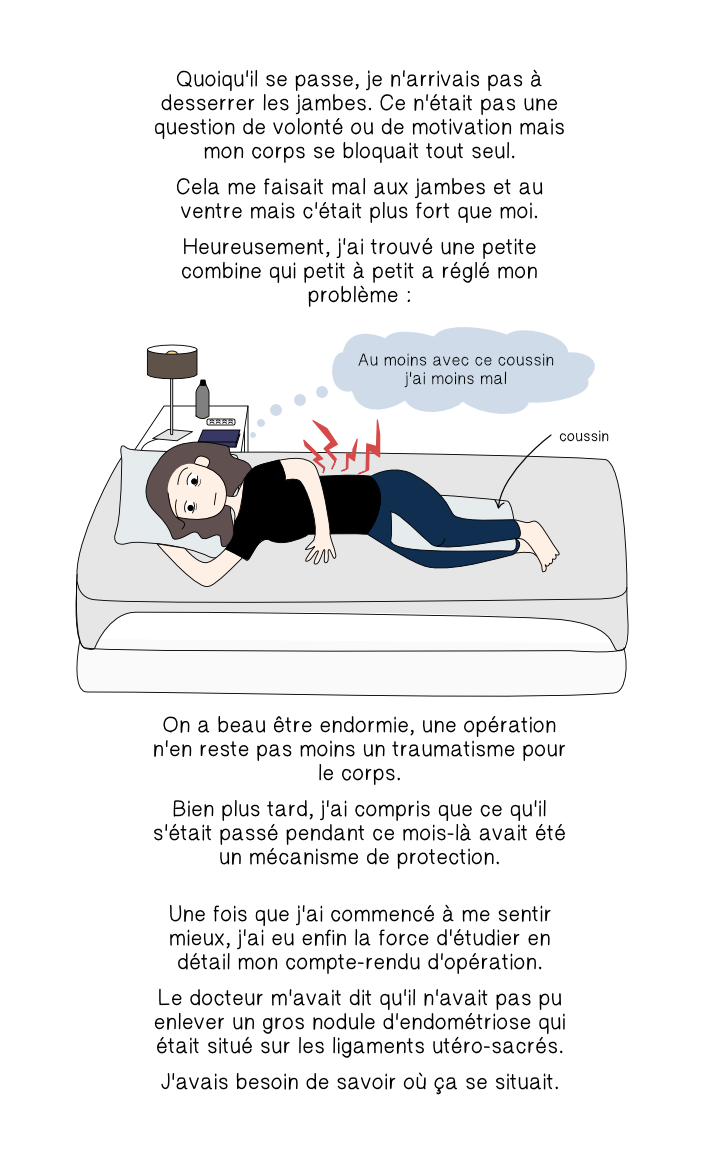 Quoiqu'il se passe, je n'arrivais pas à
desserrer les jambes. Ce n'était pas une
question de volonté ou de motivation mais
mon corps se bloquait tout seul.
Cela me faisait mal aux jambes et au
ventre mais c'était plus fort que moi.
Heureusement, j'ai trouvé une petite
combine qui petit à petit a réglé mon
problème :
Au moins avec ce coussin
j'ai moins mal
coussin
On a beau être endormie, une opération
n'en reste pas moins un traumatisme pour
le corps.
Bien plus tard, j'ai compris que ce qu'il
s'était passé pendant ce mois-là avait été
un mécanisme de protection.
Une fois que j'ai commencé à me sentir
mieux, j'ai eu enfin la force d'étudier en
détail mon compte-rendu d'opération.
Le docteur m'avait dit qu'il n'avait pas pu
enlever un gros nodule d'endométriose qui
était situé sur les ligaments utéro-sacrés.
J'avais besoin de savoir où ça se situait.